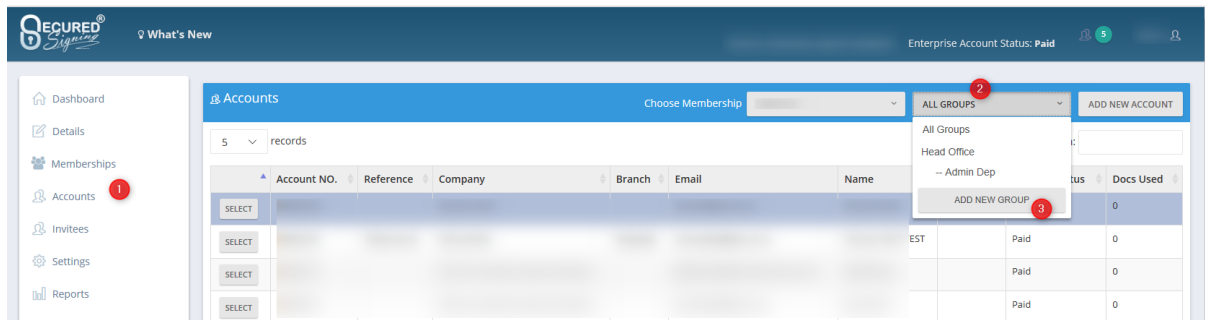 SECURED®
Signing
What's New
Enterprise Account Status: Paid
5
Dashboard
Details
Memberships
Accounts
1
Invitees
Settings
Reports
Accounts
Choose Membership
2
ALL GROUPS
ADD NEW ACCOUNT
All Groups
Head Office
-- Admin Dep
ADD NEW GROUP
3
5 records
Account NO. Reference Company Branch Email Name Docs Used
SELECT 0
SELECT EST Paid 0
SELECT Paid 0
SELECT Paid 0